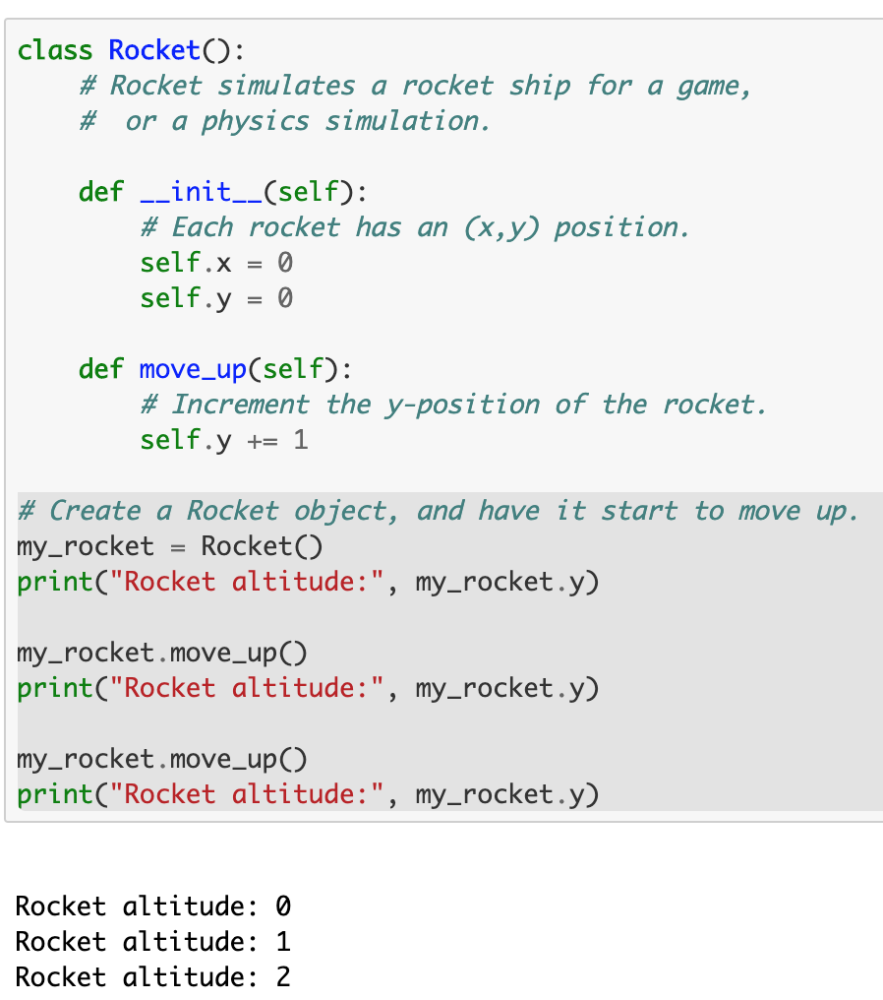 class Rocket():
    # Rocket simulates a rocket ship for a game,
    #  or a physics simulation.

    def __init__(self):
        # Each rocket has an (x,y) position.
        self.x = 0
        self.y = 0

    def move_up(self):
        # Increment the y-position of the rocket.
        self.y += 1

# Create a Rocket object, and have it start to move up.
my_rocket = Rocket()
print("Rocket altitude:", my_rocket.y)

my_rocket.move_up()
print("Rocket altitude:", my_rocket.y)

my_rocket.move_up()
print("Rocket altitude:", my_rocket.y)

Rocket altitude: 0
Rocket altitude: 1
Rocket altitude: 2